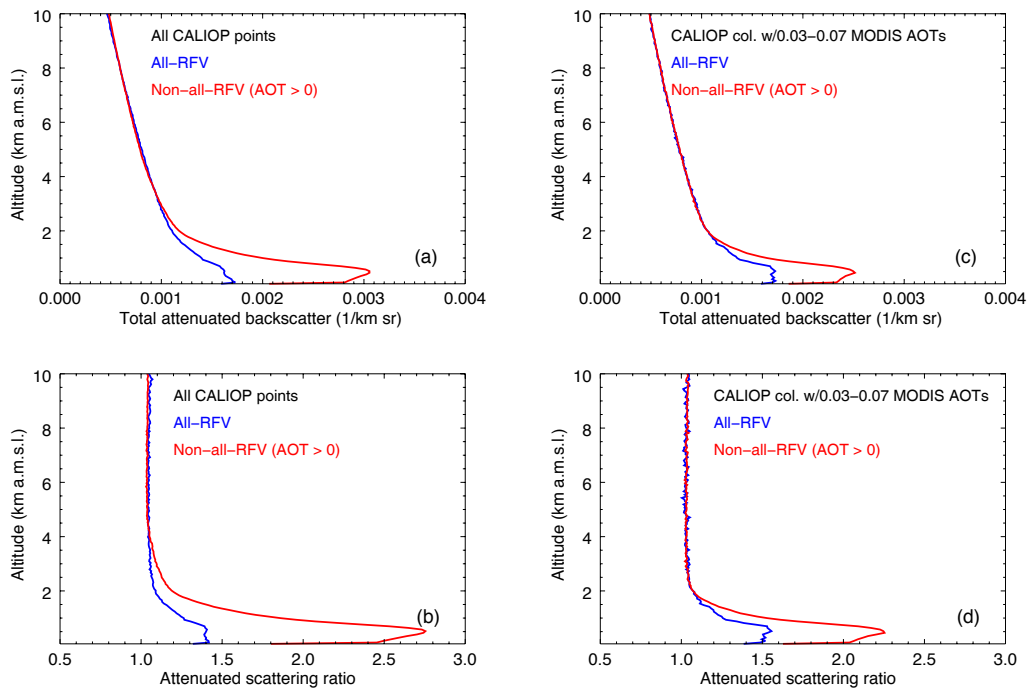 10
8
6
4
2
Altitude (km a.m.s.l.)
All CALIOP points
All-RFV
Non-all-RFV (AOT > 0)
(a)
0.000 0.001 0.002 0.003 0.004
Total attenuated backscatter (1/km sr)
10
8
6
4
2
Altitude (km a.m.s.l.)
CALIOP col. w/0.03-0.07 MODIS AOTs
All-RFV
Non-all-RFV (AOT > 0)
(c)
0.000 0.001 0.002 0.003 0.004
Total attenuated backscatter (1/km sr)
10
8
6
4
2
Altitude (km a.m.s.l.)
All CALIOP points
All-RFV
Non-all-RFV (AOT > 0)
(b)
0.5 1.0 1.5 2.0 2.5 3.0
Attenuated scattering ratio
10
8
6
4
2
Altitude (km a.m.s.l.)
CALIOP col. w/0.03-0.07 MODIS AOTs
All-RFV
Non-all-RFV (AOT > 0)
(d)
0.5 1.0 1.5 2.0 2.5 3.0
Attenuated scattering ratio